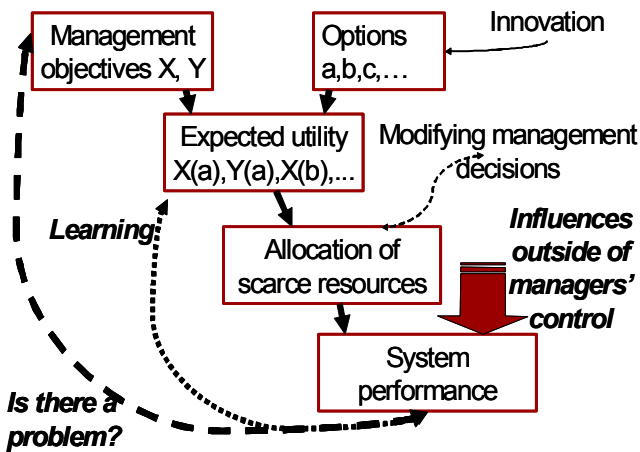 Management
objectives X, Y
Options
a,b,c,...
Innovation
Expected utility
X(a),Y(a),X(b),...
Modifying management
decisions
Learning
Allocation of
scarce resources
Influences
outside of
managers'
control
System
performance
Is there a
problem?